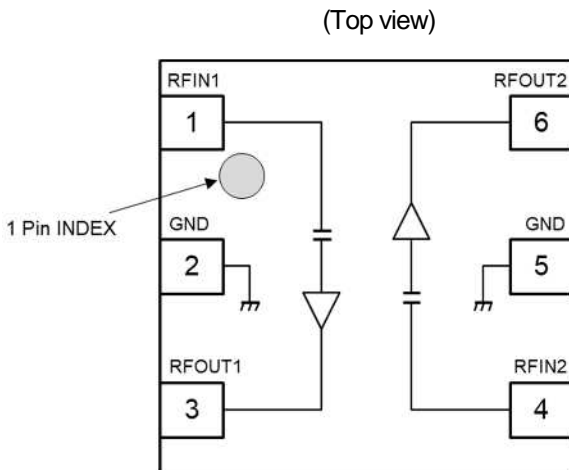 (Top view)
RFIN1
RFOUT2
1
6
1 Pin INDEX
GND
GND
2
5
RFOUT1
RFIN2
3
4